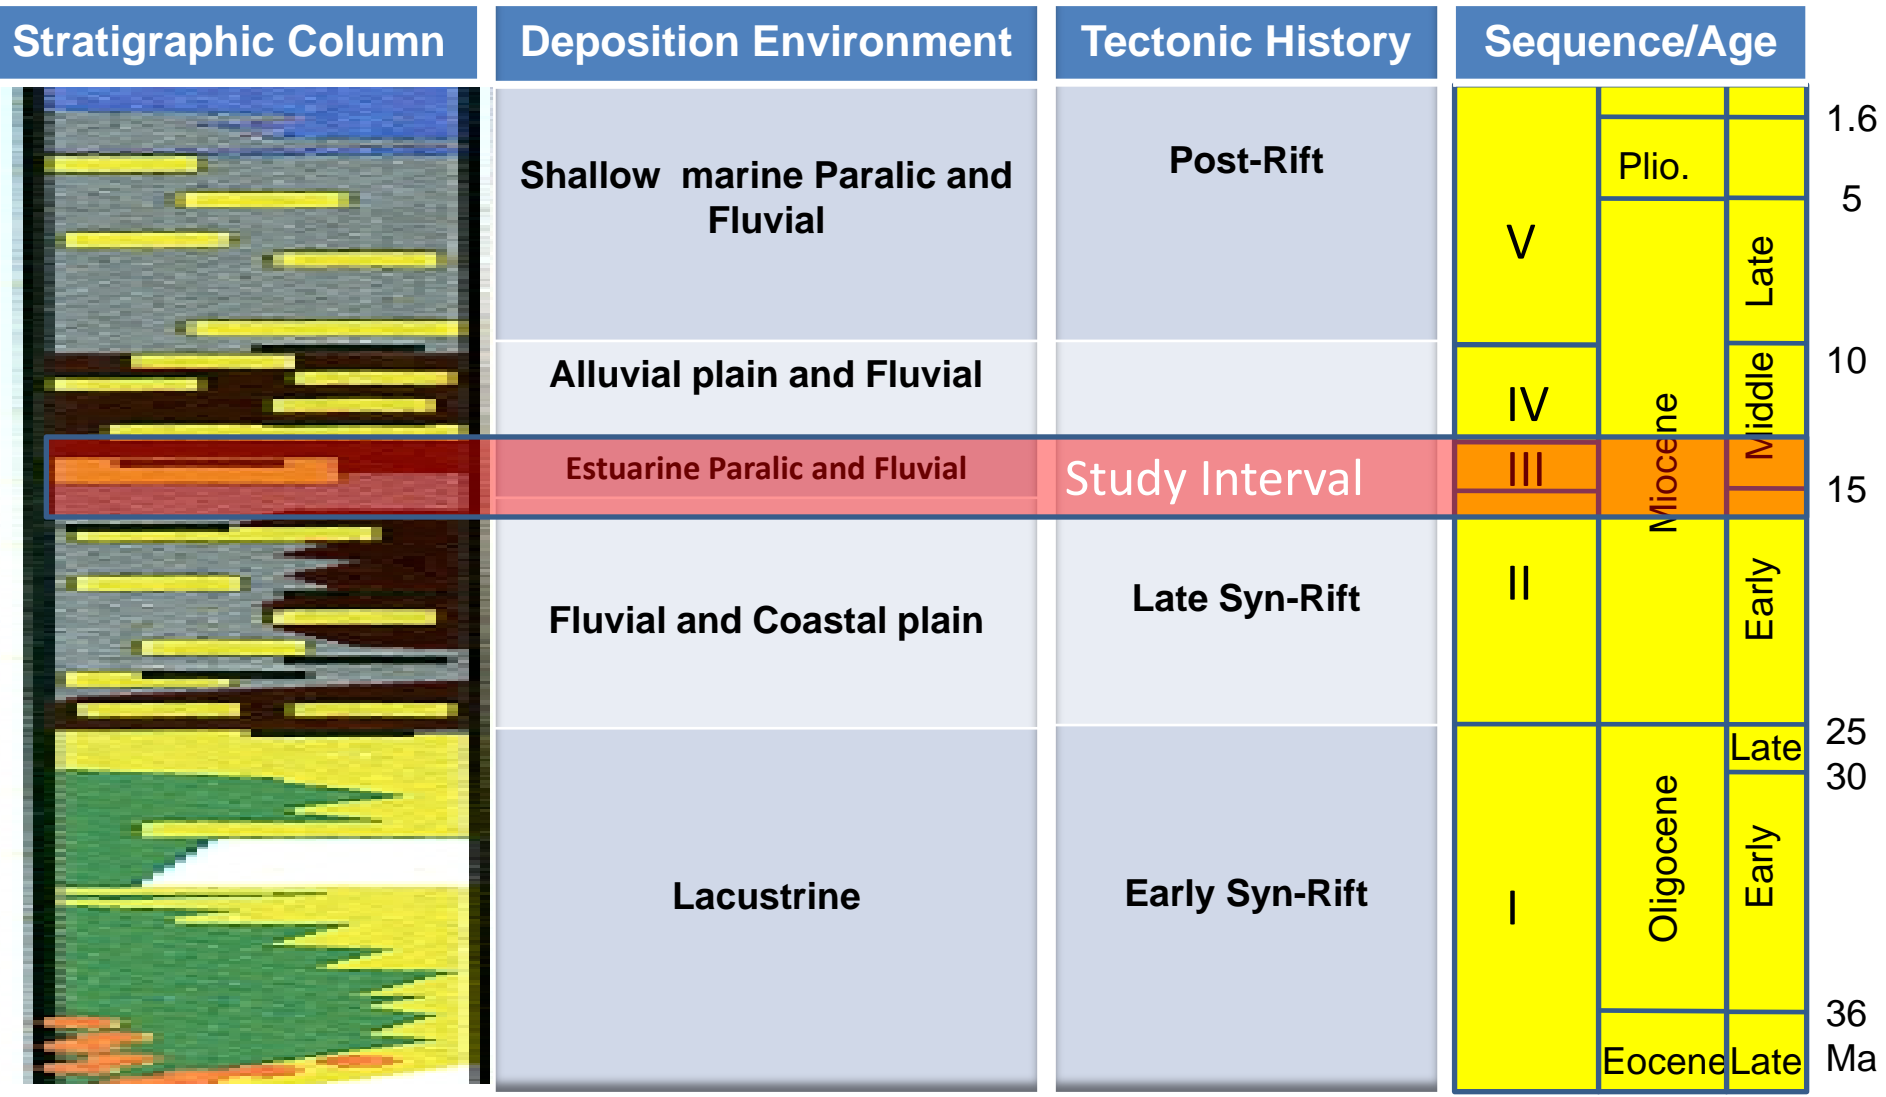 Stratigraphic Column
Deposition Environment
Tectonic History
Sequence/Age
Shallow marine Paralic and
Fluvial
Post-Rift
V
Plio.
Late
1.6
5
Alluvial plain and Fluvial
IV
Miocene
Middle
10
Estuarine Paralic and Fluvial
Study Interval
III
15
Fluvial and Coastal plain
Late Syn-Rift
II
Early
25
Late
30
Lacustrine
Early Syn-Rift
I
Oligocene
Early
36
Ma
Eocene
Late